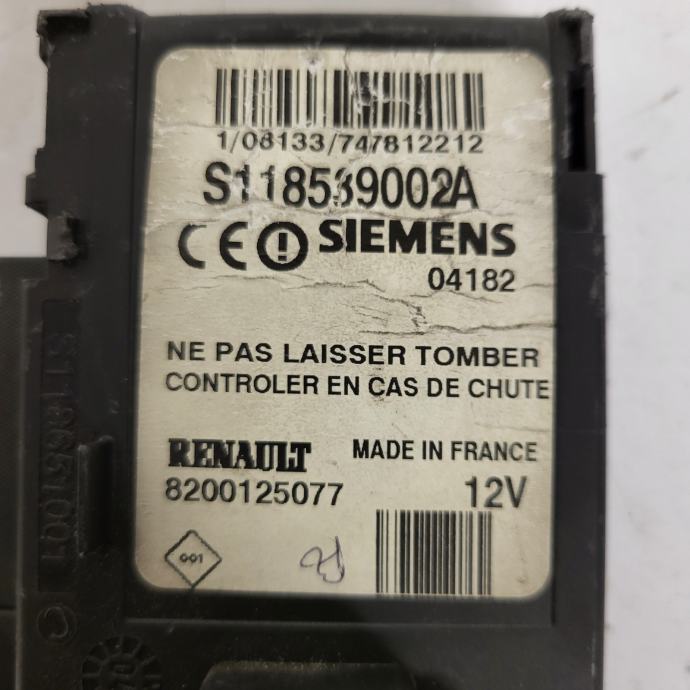 1/08133/747812212
S118539002A
CE SIEMENS
04182
NE PAS LAISSER TOMBER
CONTROLER EN CAS DE CHUTE
RENAULT MADE IN FRANCE
8200125077 12V
001